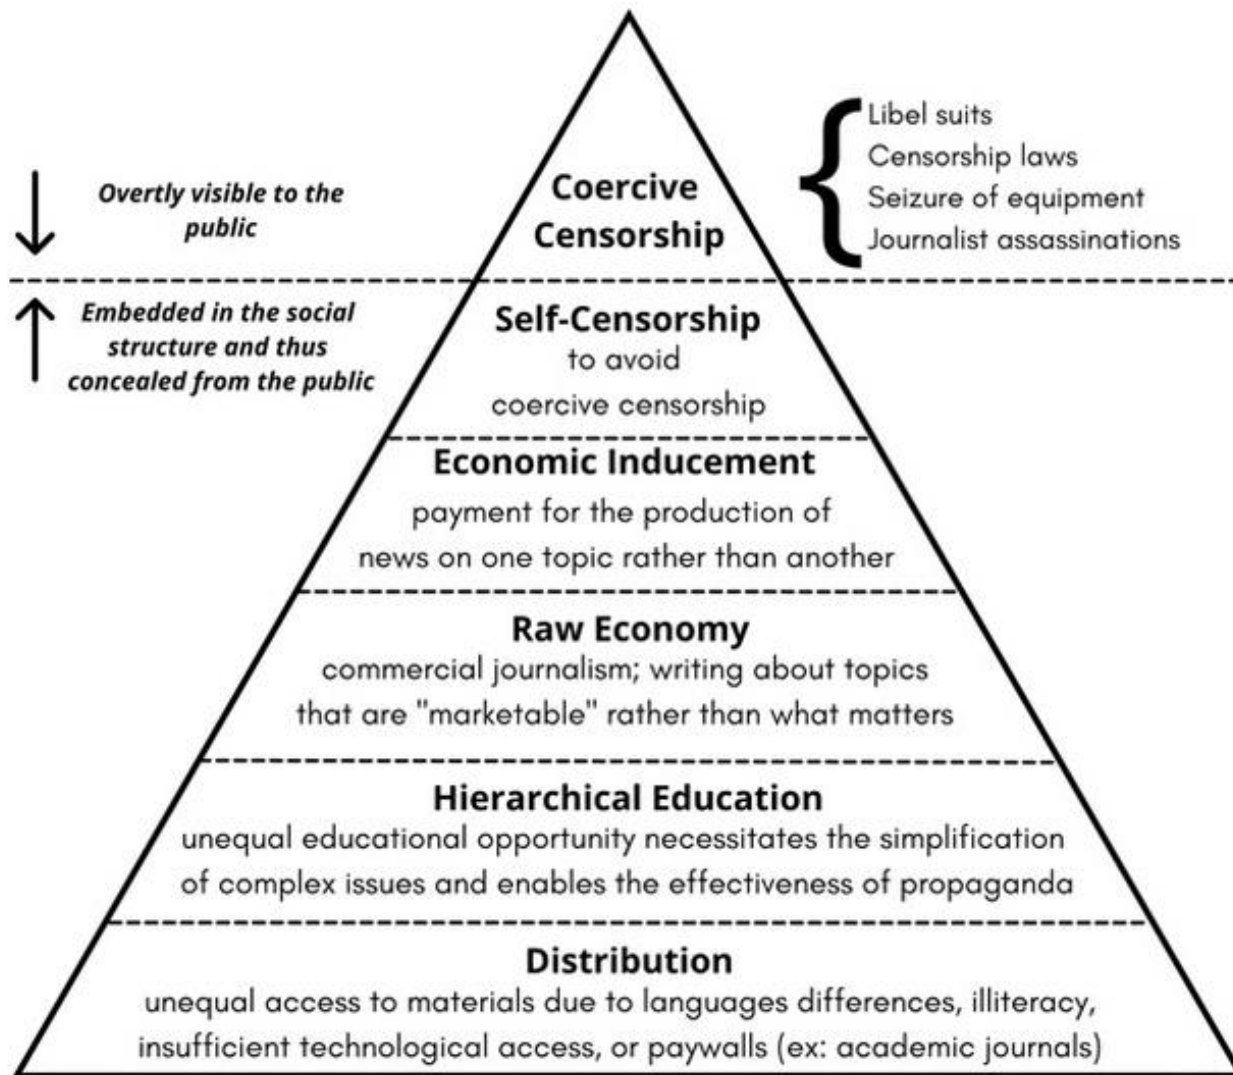 Coercive
Censorship
Libel suits
Censorship laws
Seizure of equipment
Journalist assassinations
Overtly visible to the
public
Embedded in the social
structure and thus
concealed from the public
Self-Censorship
to avoid
coercive censorship
Economic Inducement
payment for the production of
news on one topic rather than another
Raw Economy
commercial journalism; writing about topics
that are "marketable" rather than what matters
Hierarchical Education
unequal educational opportunity necessitates the simplification
of complex issues and enables the effectiveness of propaganda
Distribution
unequal access to materials due to languages differences, illiteracy,
insufficient technological access, or paywalls (ex: academic journals)